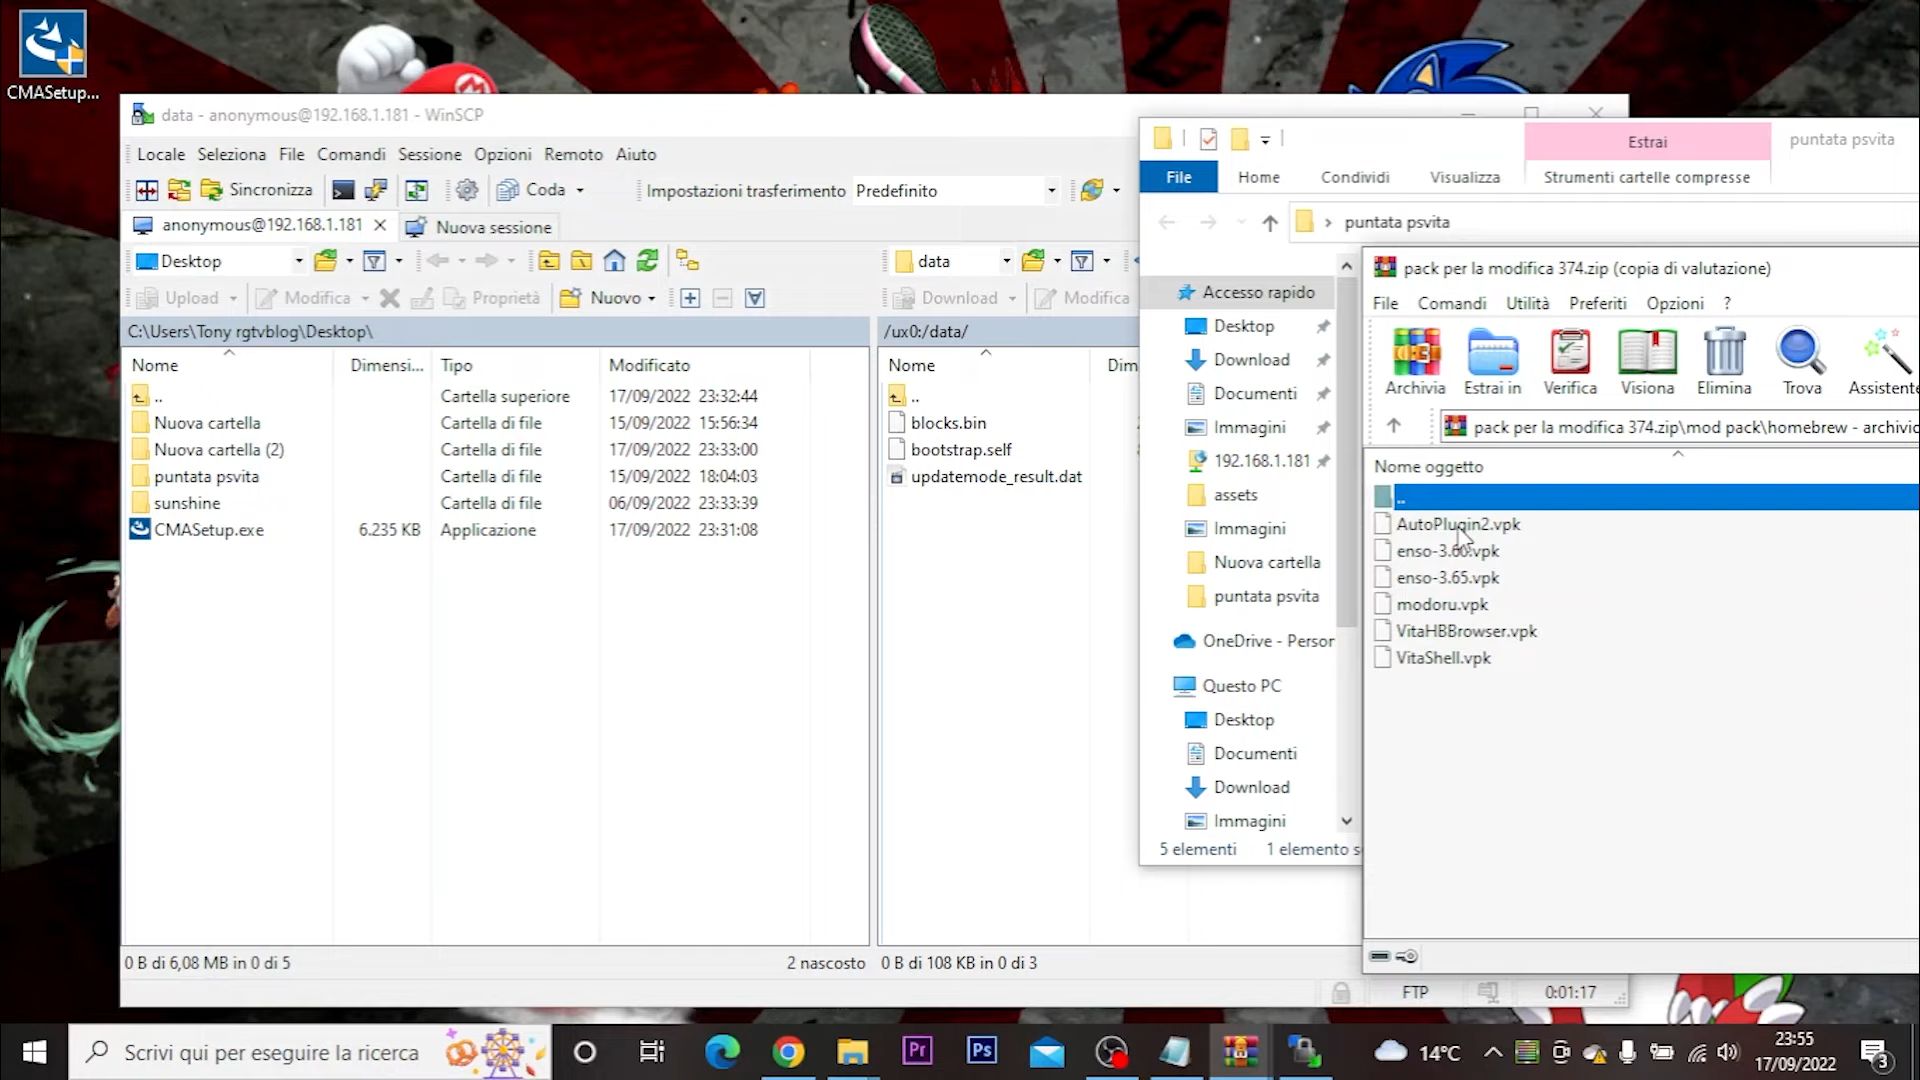 CMASetup...
data - anonymous@192.168.1.181 - WinSCP
Locale Seleziona File Comandi Sessione Opzioni Remoto Aiuto
Sincronizza Coda Impostazioni trasferimento Predefinito
anonymous@192.168.1.181 Nuova sessione
Desktop
Upload Modifica Proprietà Nuovo
C:\Users\Tony rgtvblog\Desktop\
Nome Dimensi... Tipo Modificato
.. Cartella superiore 17/09/2022 23:32:44
Nuova cartella Cartella di file 15/09/2022 15:56:34
Nuova cartella (2) Cartella di file 17/09/2022 23:33:00
puntata psvita Cartella di file 15/09/2022 18:04:03
sunshine Cartella di file 06/09/2022 23:33:39
CMASetup.exe 6.235 KB Applicazione 17/09/2022 23:31:08
0 B di 6,08 MB in 0 di 5 2 nascosto
data
Download Modifica
/ux0:/data/
Nome Dim
..
blocks.bin
bootstrap.self
updatemode_result.dat
0 B di 108 KB in 0 di 3
FTP 0:01:17
Estrai puntata psvita
File Home Condividi Visualizza Strumenti cartelle compresse
puntata psvita
Accesso rapido
Desktop
Download
Documenti
Immagini
192.168.1.181
assets
Immagini
Nuova cartella
puntata psvita
OneDrive - Person
Questo PC
Desktop
Documenti
Download
Immagini
5 elementi 1 elemento s
pack per la modifica 374.zip (copia di valutazione)
File Comandi Utilità Preferiti Opzioni ?
Archivia Estrai in Verifica Visiona Elimina Trova Assistente
pack per la modifica 374.zip\mod pack\homebrew - archivio
Nome oggetto
..
AutoPlugin2.vpk
enso-3.60.vpk
enso-3.65.vpk
modoru.vpk
VitaHBBrowser.vpk
VitaShell.vpk
Scrivi qui per eseguire la ricerca
Pr
Ps
14°C
23:55
17/09/2022
3